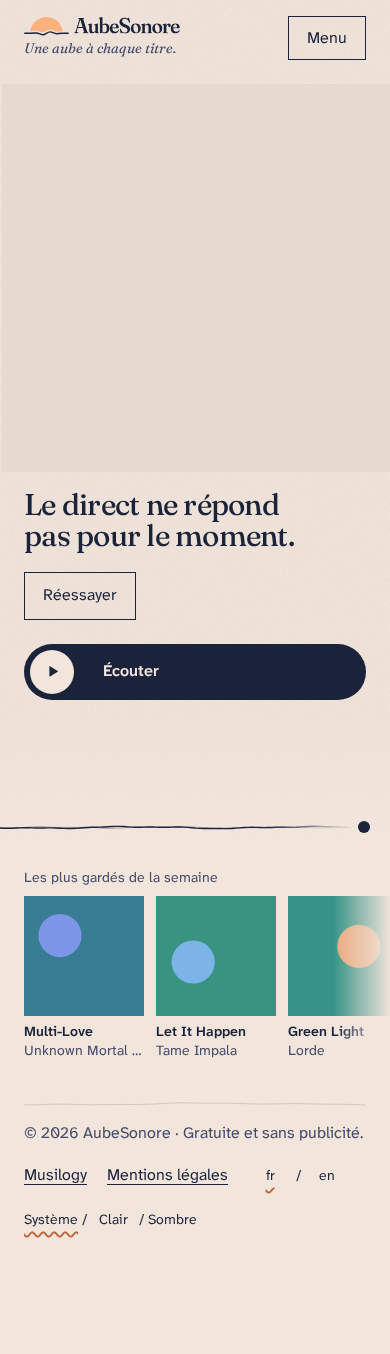 AubeSonore
Une aube à chaque titre.
Menu
Le direct ne répond
pas pour le moment.
Réessayer
Écouter
Les plus gardés de la semaine
Multi-Love
Unknown Mortal ...
Let It Happen
Tame Impala
Green Light
Lorde
© 2026 AubeSonore · Gratuite et sans publicité.
Musilogy Mentions légales fr / en
Système / Clair / Sombre